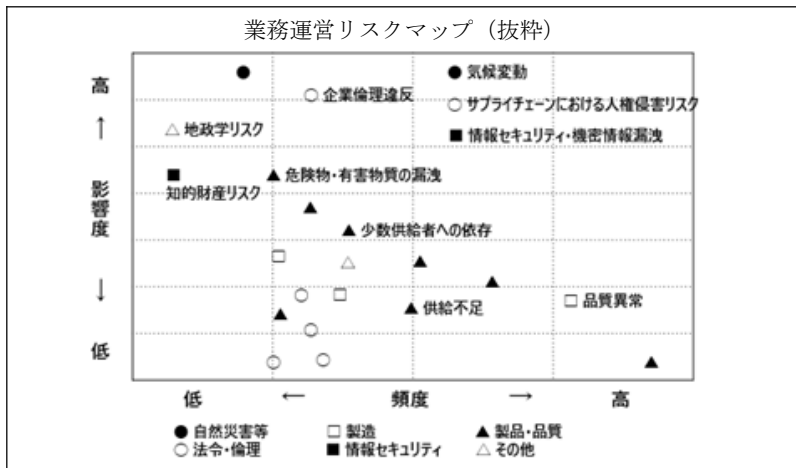 業務運営リスクマップ（抜粋）
高
↑
影響度
↓
低
● 気候変動
○ 企業倫理違反
○ サプライチェーンにおける人権侵害リスク
△ 地政学リスク
■ 情報セキュリティ・機密情報漏洩
知的財産リスク
▲ 危険物・有害物質の漏洩
▲ 少数供給者への依存
▲ 供給不足
□ 品質異常
低 ← 頻度 → 高
● 自然災害等 □ 製造 ▲ 製品・品質
○ 法令・倫理 ■ 情報セキュリティ △ その他